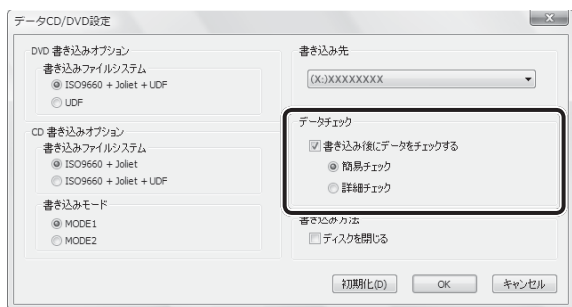 データCD/DVD設定
DVD 書き込みオプション
書き込みファイルシステム
ISO9660 + Joliet + UDF
UDF
CD 書き込みオプション
書き込みファイルシステム
ISO9660 + Joliet
ISO9660 + Joliet + UDF
書き込みモード
MODE1
MODE2
書き込み先
(X:)XXXXXXXX
データチェック
書き込み後にデータをチェックする
簡易チェック
詳細チェック
書き込み方法
ディスクを閉じる
初期化(D)
OK
キャンセル